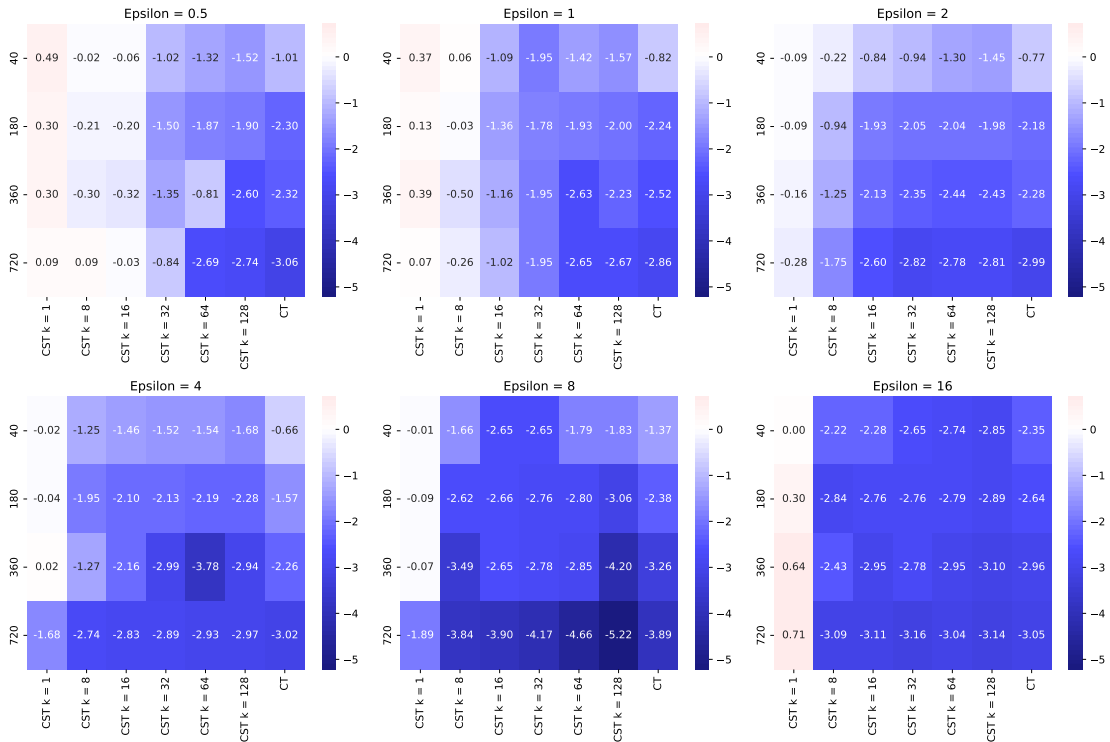 Epsilon = 0.5
40 0.49 -0.02 -0.06 -1.02 -1.32 -1.52 -1.01
180 0.30 -0.21 -0.20 -1.50 -1.87 -1.90 -2.30
360 0.30 -0.30 -0.32 -1.35 -0.81 -2.60 -2.32
720 0.09 0.09 -0.03 -0.84 -2.69 -2.74 -3.06
CST k = 1 CST k = 8 CST k = 16 CST k = 32 CST k = 64 CST k = 128 CT
0
−1
−2
−3
−4
−5
Epsilon = 1
40 0.37 0.06 -1.09 -1.95 -1.42 -1.57 -0.82
180 0.13 -0.03 -1.36 -1.78 -1.93 -2.00 -2.24
360 0.39 -0.50 -1.16 -1.95 -2.63 -2.23 -2.52
720 0.07 -0.26 -1.02 -1.95 -2.65 -2.67 -2.86
CST k = 1 CST k = 8 CST k = 16 CST k = 32 CST k = 64 CST k = 128 CT
0
−1
−2
−3
−4
−5
Epsilon = 2
40 -0.09 -0.22 -0.84 -0.94 -1.30 -1.45 -0.77
180 -0.09 -0.94 -1.93 -2.05 -2.04 -1.98 -2.18
360 -0.16 -1.25 -2.13 -2.35 -2.44 -2.43 -2.28
720 -0.28 -1.75 -2.60 -2.82 -2.78 -2.81 -2.99
CST k = 1 CST k = 8 CST k = 16 CST k = 32 CST k = 64 CST k = 128 CT
0
−1
−2
−3
−4
−5
Epsilon = 4
40 -0.02 -1.25 -1.46 -1.52 -1.54 -1.68 -0.66
180 -0.04 -1.95 -2.10 -2.13 -2.19 -2.28 -1.57
360 0.02 -1.27 -2.16 -2.99 -3.78 -2.94 -2.26
720 -1.68 -2.74 -2.83 -2.89 -2.93 -2.97 -3.02
CST k = 1 CST k = 8 CST k = 16 CST k = 32 CST k = 64 CST k = 128 CT
0
−1
−2
−3
−4
−5
Epsilon = 8
40 -0.01 -1.66 -2.65 -2.65 -1.79 -1.83 -1.37
180 -0.09 -2.62 -2.66 -2.76 -2.80 -3.06 -2.38
360 -0.07 -3.49 -2.65 -2.78 -2.85 -4.20 -3.26
720 -1.89 -3.84 -3.90 -4.17 -4.66 -5.22 -3.89
CST k = 1 CST k = 8 CST k = 16 CST k = 32 CST k = 64 CST k = 128 CT
0
−1
−2
−3
−4
−5
Epsilon = 16
40 0.00 -2.22 -2.28 -2.65 -2.74 -2.85 -2.35
180 0.30 -2.84 -2.76 -2.76 -2.79 -2.89 -2.64
360 0.64 -2.43 -2.95 -2.78 -2.95 -3.10 -2.96
720 0.71 -3.09 -3.11 -3.16 -3.04 -3.14 -3.05
CST k = 1 CST k = 8 CST k = 16 CST k = 32 CST k = 64 CST k = 128 CT
0
−1
−2
−3
−4
−5